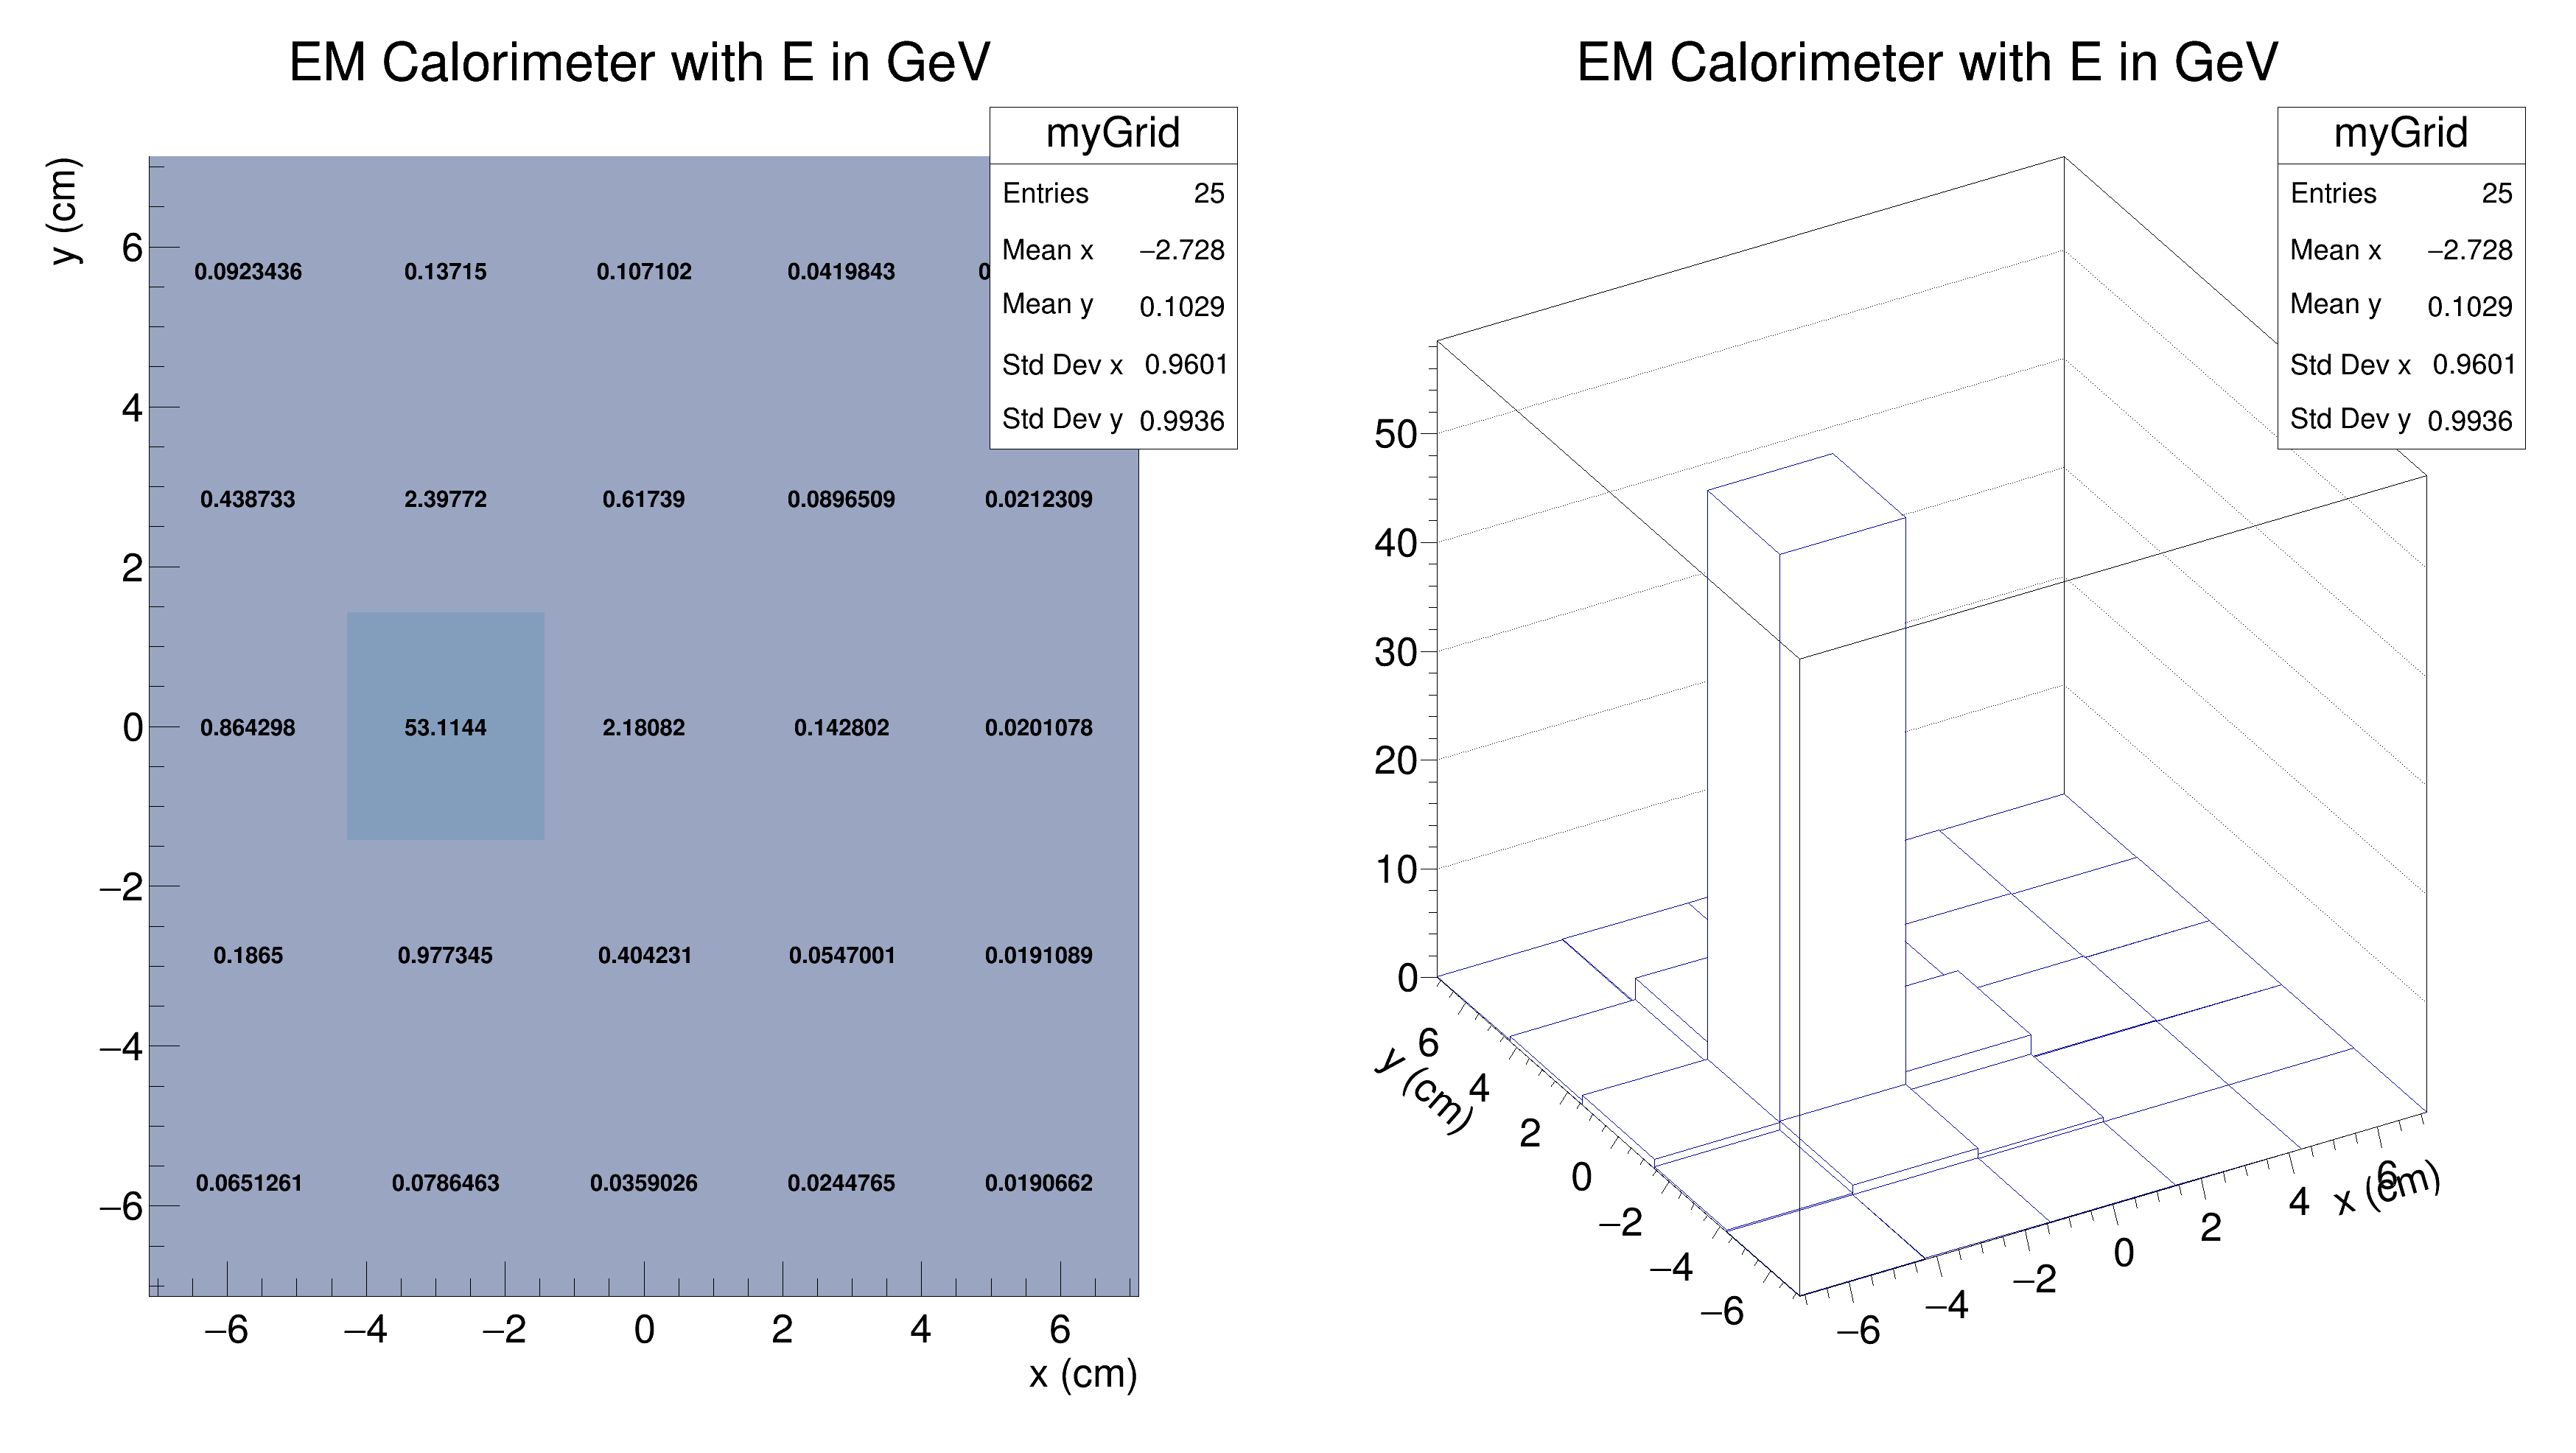 EM Calorimeter with E in GeV
myGrid
Entries 25
Mean x −2.728
Mean y 0.1029
Std Dev x 0.9601
Std Dev y 0.9936
y (cm)
6
4
2
0
−2
−4
−6
0.0923436 0.13715 0.107102 0.0419843
0.438733 2.39772 0.61739 0.0896509 0.0212309
0.864298 53.1144 2.18082 0.142802 0.0201078
0.1865 0.977345 0.404231 0.0547001 0.0191089
0.0651261 0.0786463 0.0359026 0.0244765 0.0190662
−6 −4 −2 0 2 4 6
x (cm)
EM Calorimeter with E in GeV
myGrid
Entries 25
Mean x −2.728
Mean y 0.1029
Std Dev x 0.9601
Std Dev y 0.9936
50
40
30
20
10
0
6
4
2
0
−2
−4
−6
y (cm)
−6 −4 −2 0 2 4 6
x (cm)